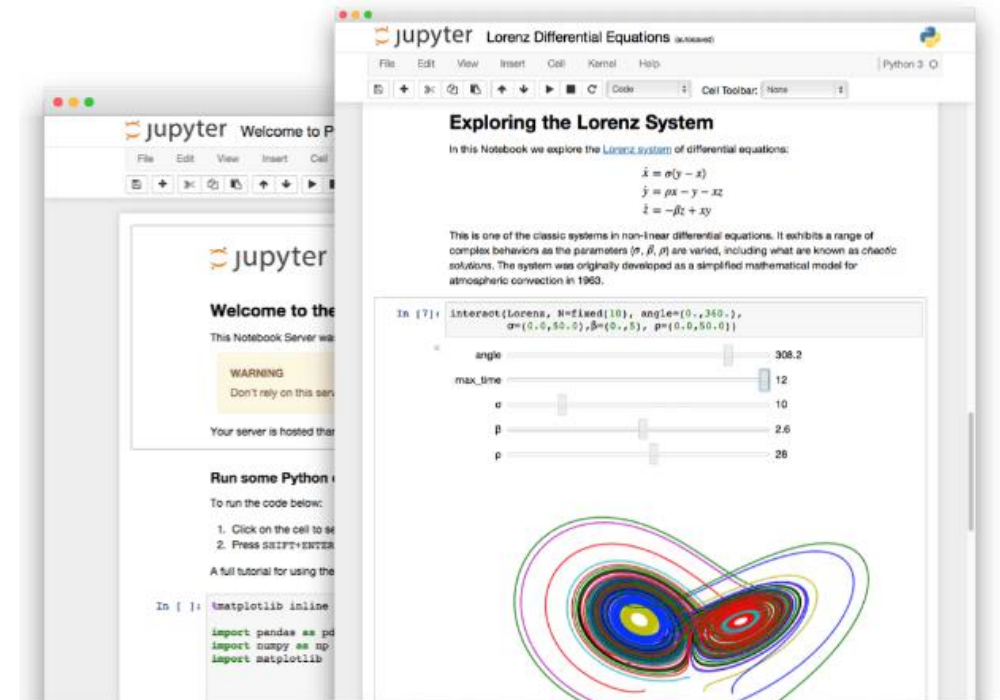 jupyter Lorenz Differential Equations (autosaved)
File Edit View Insert Cell Kernel Help Python 3
Code Cell Toolbar: None
Exploring the Lorenz System
In this Notebook we explore the Lorenz system of differential equations:
ẋ = σ(y − x)
ẏ = ρx − y − xz
ż = −βz + xy
This is one of the classic systems in non-linear differential equations. It exhibits a range of
complex behaviors as the parameters (σ, β, ρ) are varied, including what are known as chaotic
solutions. The system was originally developed as a simplified mathematical model for
atmospheric convection in 1963.
In [7]: interact(Lorenz, N=fixed(10), angle=(0.,360.),
σ=(0.0,50.0),β=(0.,5), ρ=(0.0,50.0))
angle 308.2
max_time 12
σ 10
β 2.6
ρ 28
jupyter Welcome to P
File Edit View Insert Cell
jupyter
Welcome to the
This Notebook Server was
WARNING
Don't rely on this serv
Your server is hosted than
Run some Python
To run the code below:
1. Click on the cell to se
2. Press SHIFT+ENTER
A full tutorial for using the
In [ ]: %matplotlib inline
import pandas as pd
import numpy as np
import matplotlib